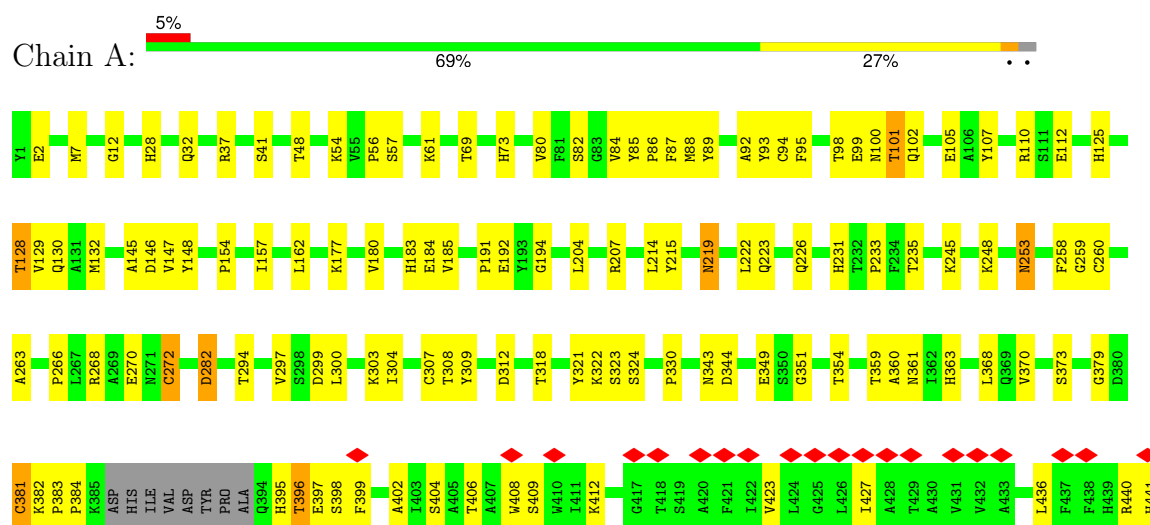 5%
Chain A:
69% 27% • •
Y1 E2 M7 G12 H28 Q32 R37 S41 T48 K54 V55 P56 S57 K61 T69 H73 V80 F81 S82 G83 V84 Y85 P86 F87 M88 Y89 A92 Y93 C94 F95 T98 E99 N100 T101 Q102 E105 A106 Y107 R110 S111 E112 H125
T128 V129 Q130 A131 M132 A145 D146 V147 Y148 P154 I157 L162 K177 V180 H183 E184 V185 P191 E192 Y193 G194 L204 R207 L214 Y215 N219 L222 Q223 Q226 H231 T232 P233 F234 T235 K245 K248 N253 F258 G259 C260
A263 P266 L267 R268 A269 E270 N271 C272 D282 T294 V297 S298 D299 L300 K303 I304 C307 T308 Y309 D312 T318 Y321 K322 S323 S324 P330 N343 D344 E349 S350 G351 T354 T359 A360 N361 I362 H363 L368 Q369 V370 S373 G379 D380
C381 K382 P383 P384 K385 ASP HIS ILE VAL ASP TYR PRO ALA Q394 H395 T396 E397 S398 F399 A402 I403 S404 A405 T406 A407 W408 S409 W410 I411 K412 G417 T418 S419 A420 F421 I422 V423 L424 G425 L426 I427 A428 T429 A430 V431 V432 A433 L436 F437 F438 H439 R440